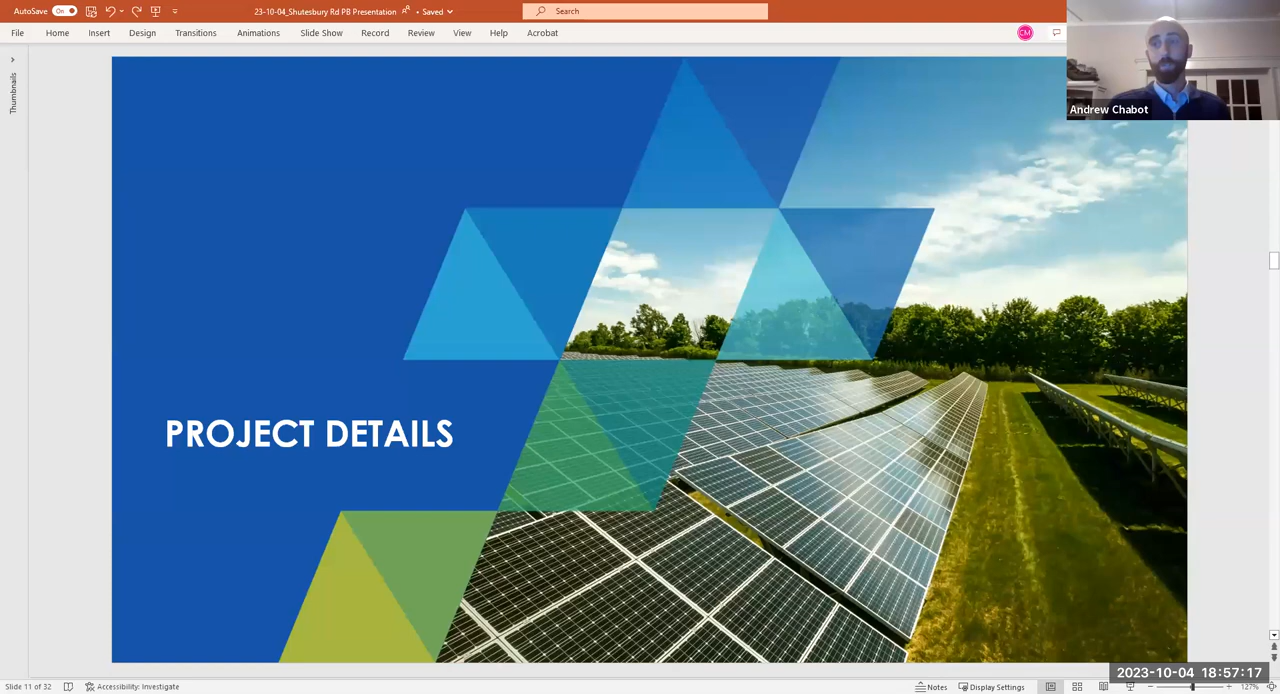 AutoSave On 23-10-04_Shutesbury Rd PB Presentation Saved Search
File Home Insert Design Transitions Animations Slide Show Record Review View Help Acrobat CM
Andrew Chabot
Thumbnails
PROJECT DETAILS
2023-10-04 18:57:17
Slide 11 of 32 Accessibility: Investigate Notes Display Settings 127%